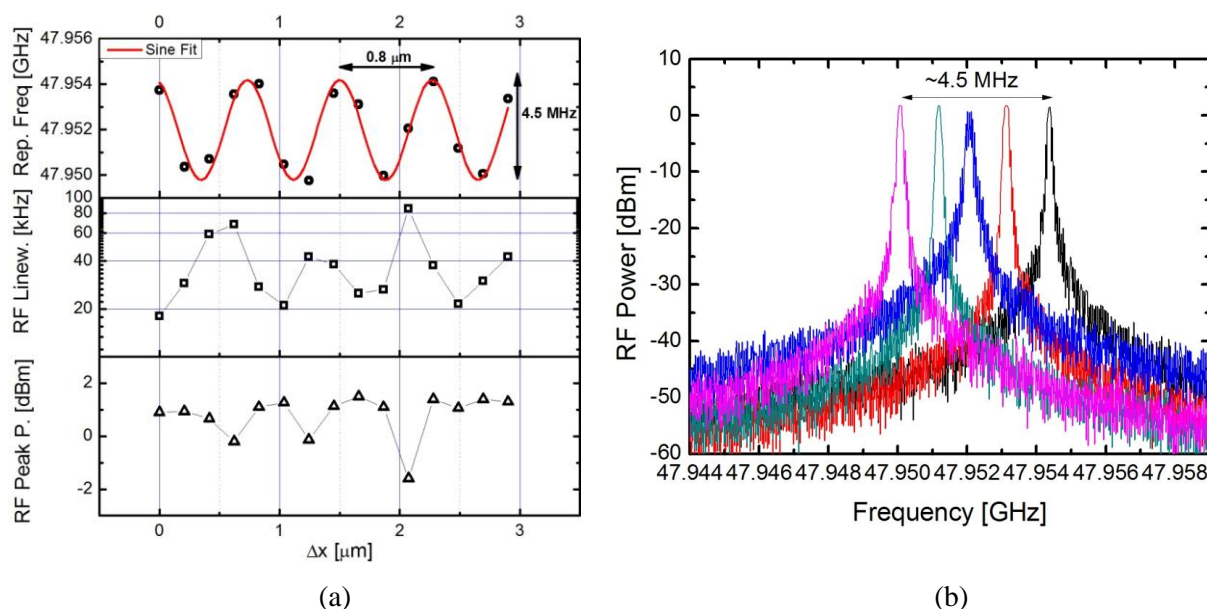 0 1 2 3
47.956
47.954
47.952
47.950
Rep. Freq [GHz]
Sine Fit
0.8 μm
4.5 MHz
100
80
60
40
20
RF Linew. [kHz]
2
0
-2
RF Peak P. [dBm]
0 1 2 3
Δx [μm]
(a)
10
0
-10
-20
-30
-40
-50
-60
RF Power [dBm]
~4.5 MHz
47.944 47.946 47.948 47.950 47.952 47.954 47.956 47.958
Frequency [GHz]
(b)